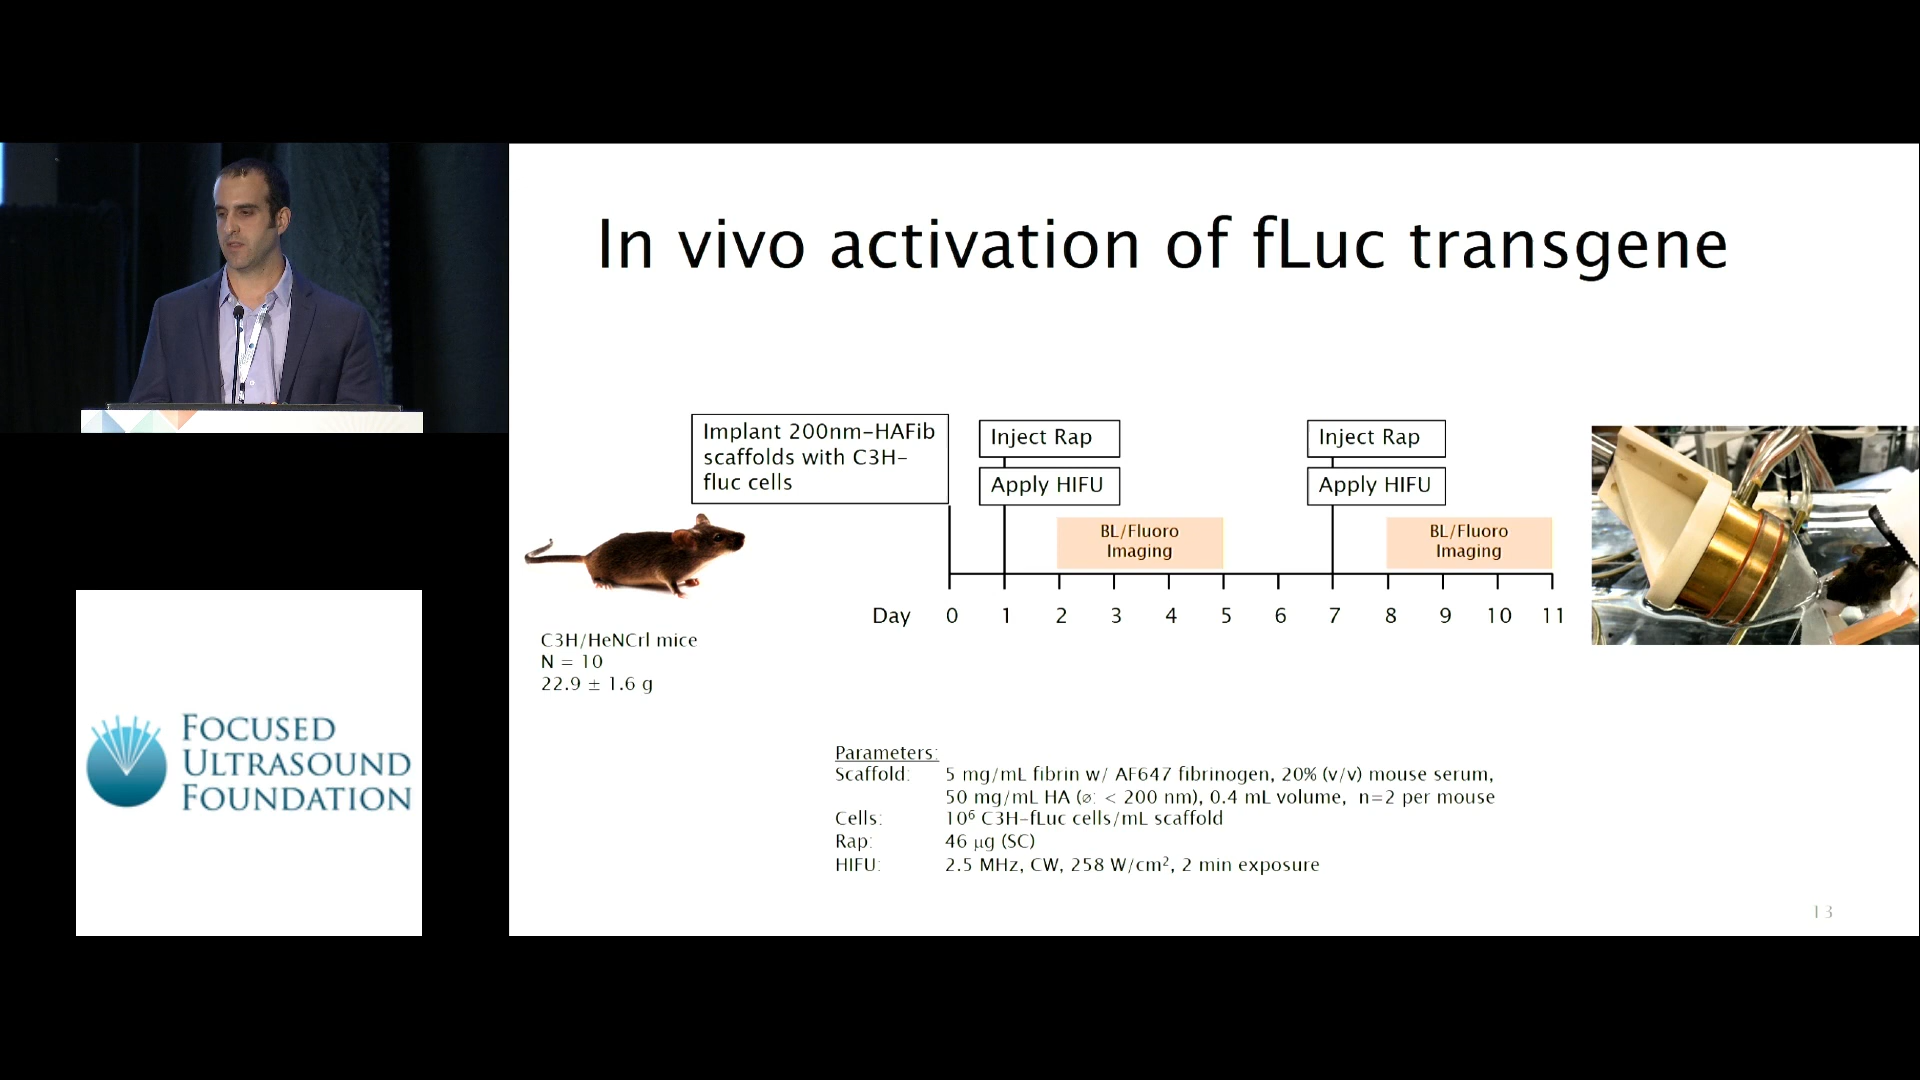 In vivo activation of fLuc transgene
Implant 200nm-HAFib
scaffolds with C3H-
fluc cells
Inject Rap
Apply HIFU
Inject Rap
Apply HIFU
BL/Fluoro
Imaging
BL/Fluoro
Imaging
Day 0 1 2 3 4 5 6 7 8 9 10 11
C3H/HeNCrl mice
N = 10
22.9 ± 1.6 g
Parameters:
Scaffold: 5 mg/mL fibrin w/ AF647 fibrinogen, 20% (v/v) mouse serum,
50 mg/mL HA (⌀: < 200 nm), 0.4 mL volume, n=2 per mouse
Cells: 10⁶ C3H-fLuc cells/mL scaffold
Rap: 46 µg (SC)
HIFU: 2.5 MHz, CW, 258 W/cm², 2 min exposure
13
FOCUSED
ULTRASOUND
FOUNDATION